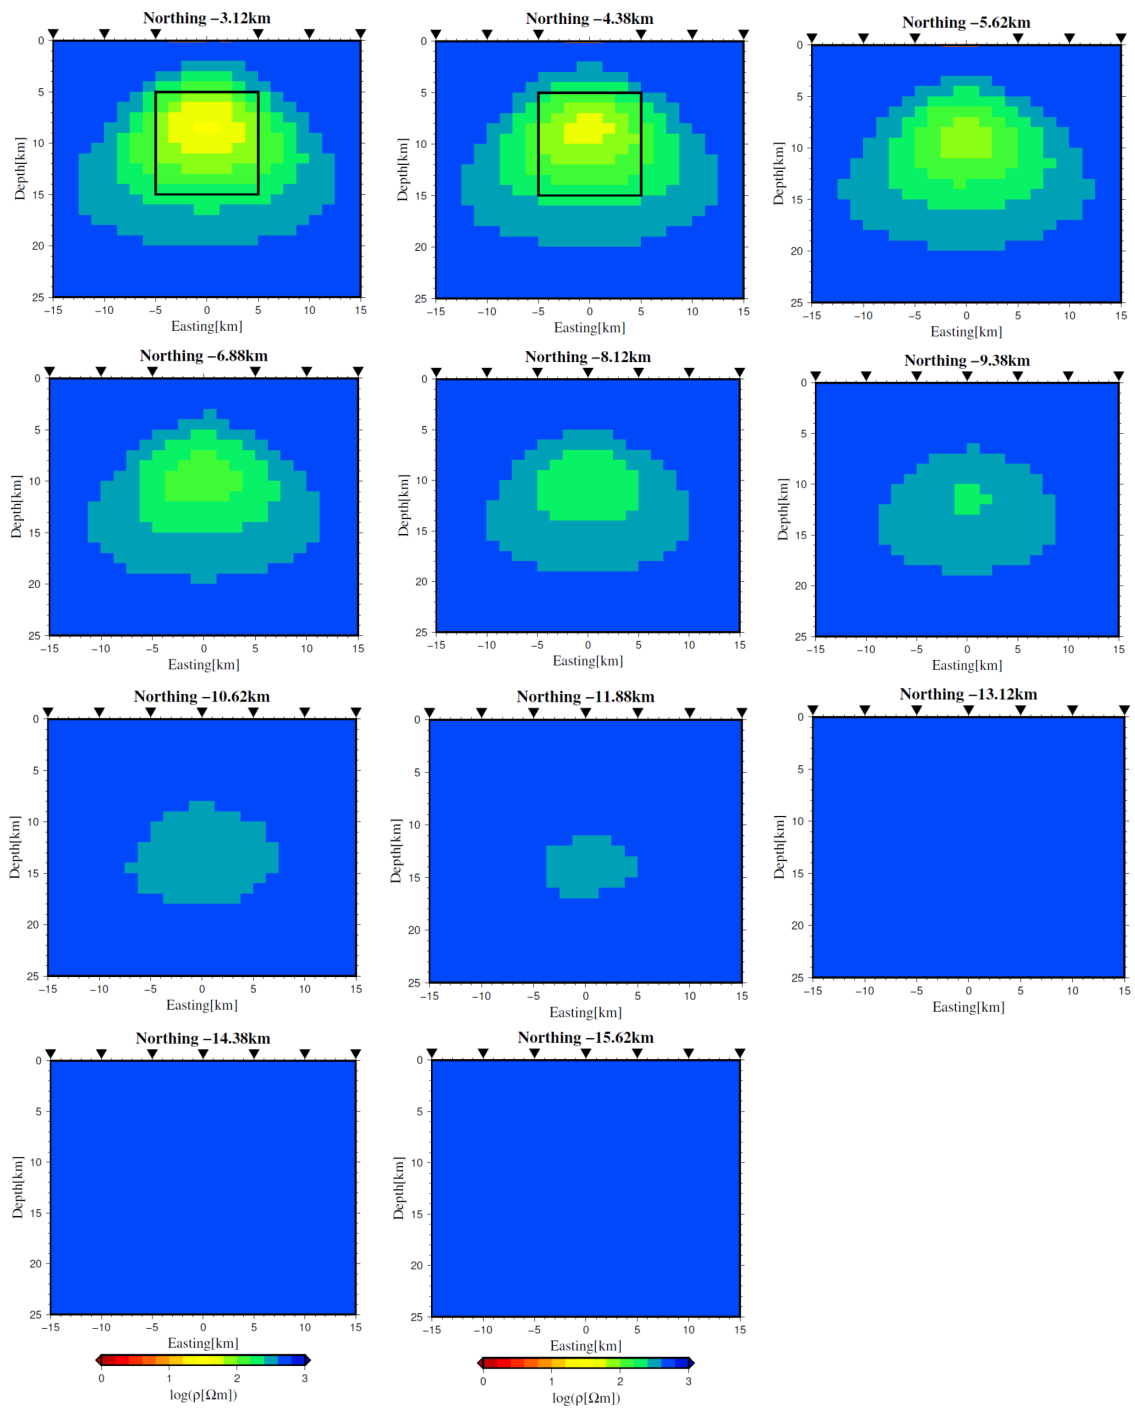 Northing −3.12km
Northing −4.38km
Northing −5.62km
0
5
10
15
20
25
Depth[km]
−15 −10 −5 0 5 10 15
Easting[km]
0
5
10
15
20
25
Depth[km]
−15 −10 −5 0 5 10 15
Easting[km]
0
5
10
15
20
25
Depth[km]
−15 −10 −5 0 5 10 15
Easting[km]
Northing −6.88km
Northing −8.12km
Northing −9.38km
0
5
10
15
20
25
Depth[km]
−15 −10 −5 0 5 10 15
Easting[km]
0
5
10
15
20
25
Depth[km]
−15 −10 −5 0 5 10 15
Easting[km]
0
5
10
15
20
25
Depth[km]
−15 −10 −5 0 5 10 15
Easting[km]
Northing −10.62km
Northing −11.88km
Northing −13.12km
0
5
10
15
20
25
Depth[km]
−15 −10 −5 0 5 10 15
Easting[km]
0
5
10
15
20
25
Depth[km]
−15 −10 −5 0 5 10 15
Easting[km]
0
5
10
15
20
25
Depth[km]
−15 −10 −5 0 5 10 15
Easting[km]
Northing −14.38km
Northing −15.62km
0
5
10
15
20
25
Depth[km]
−15 −10 −5 0 5 10 15
Easting[km]
0
5
10
15
20
25
Depth[km]
−15 −10 −5 0 5 10 15
Easting[km]
0 1 2 3
log(ρ[Ωm])
0 1 2 3
log(ρ[Ωm])